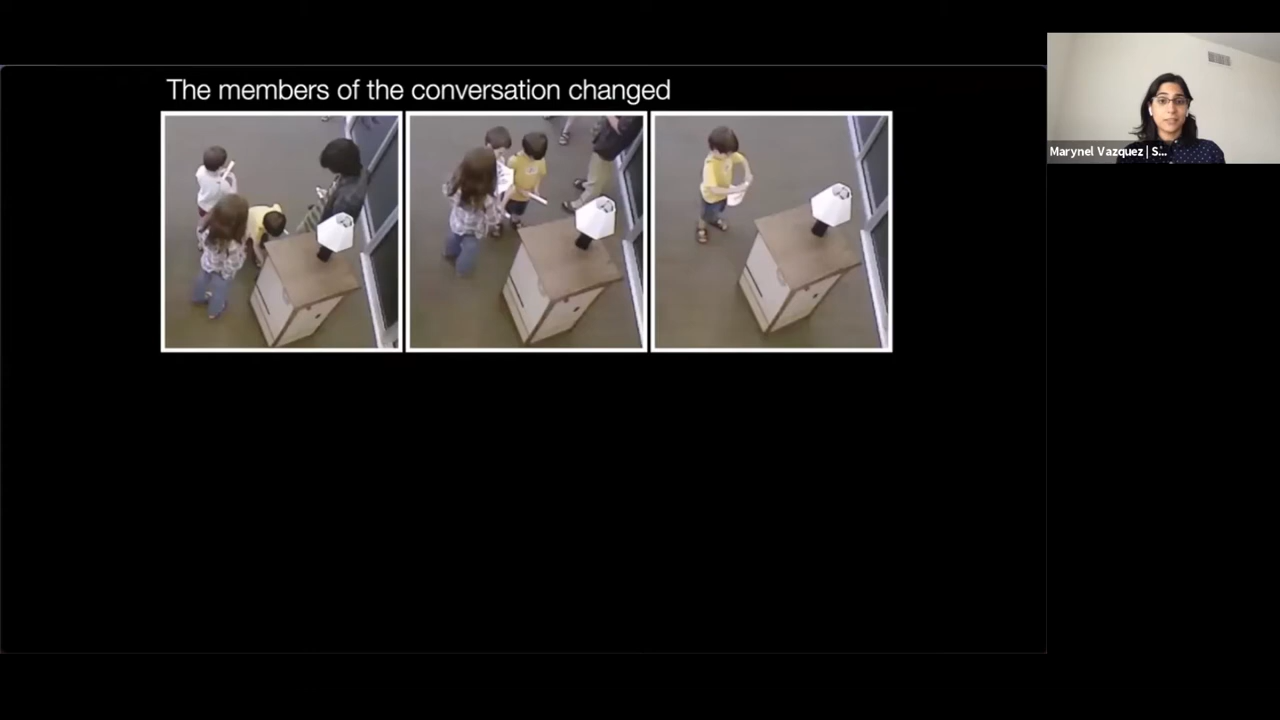 The members of the conversation changed
Marynel Vazquez | S...